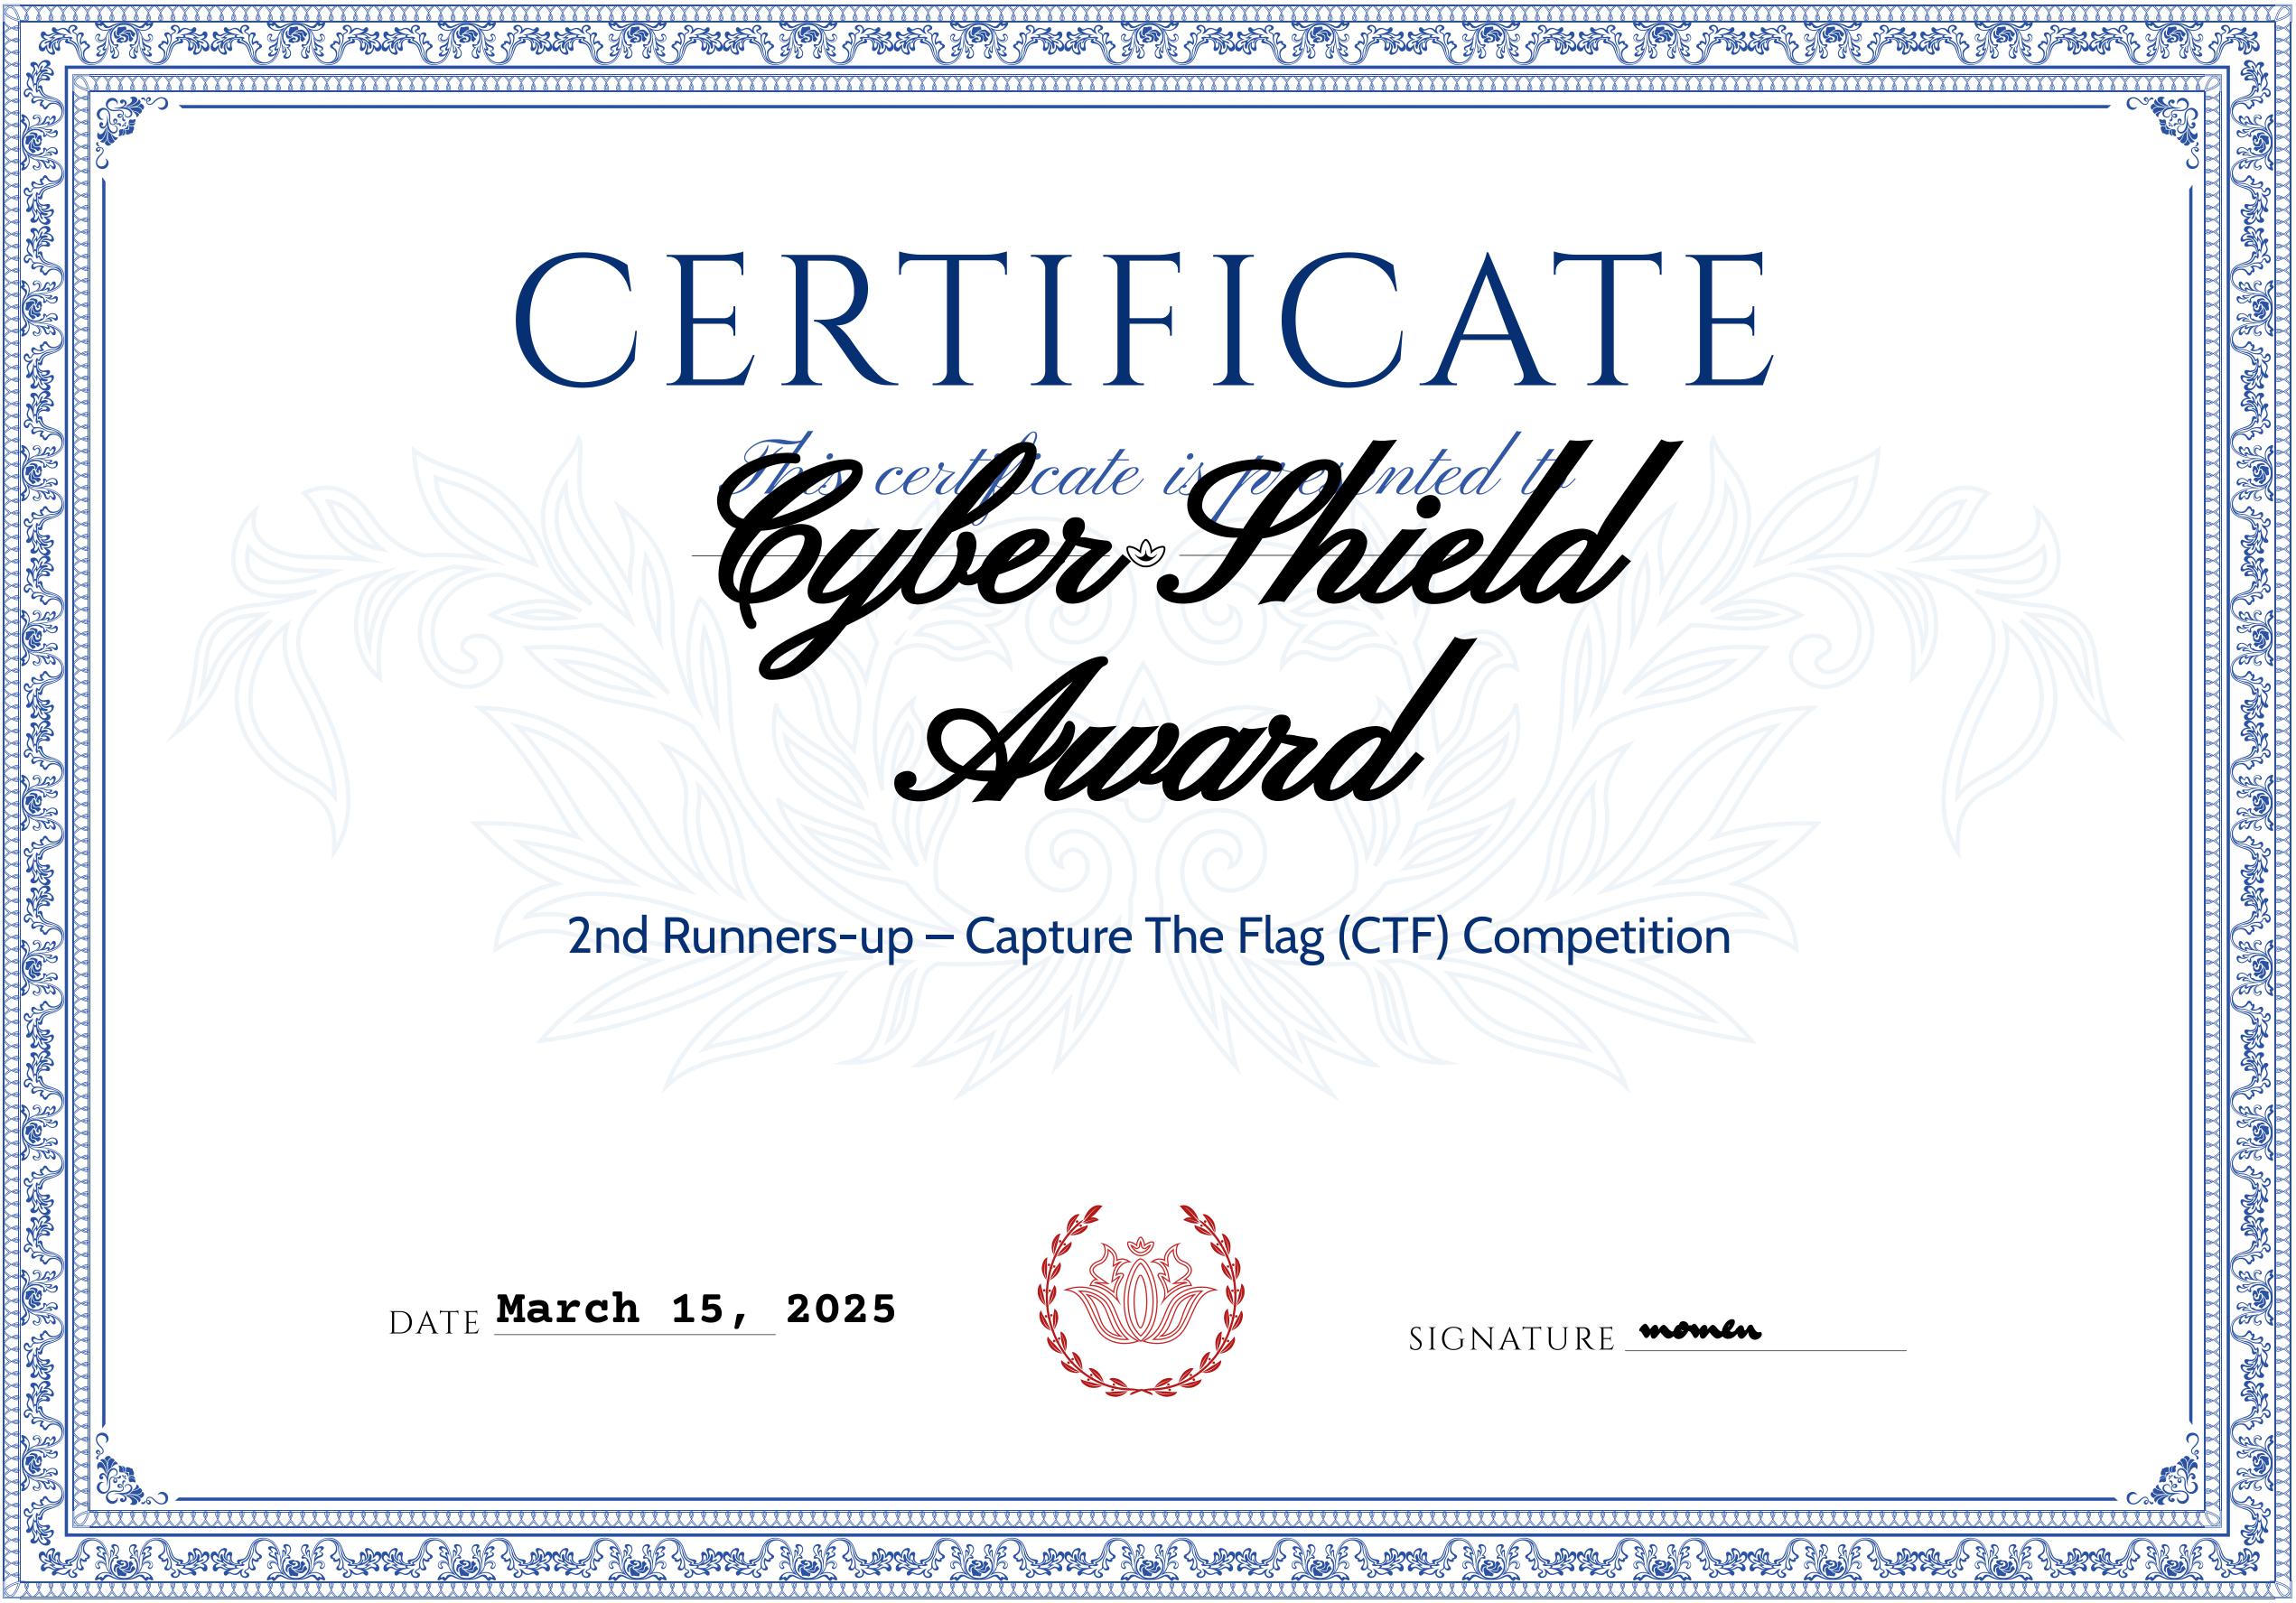 CERTIFICATE
This certificate is presented to
Cyber Shield
Award
2nd Runners-up – Capture The Flag (CTF) Competition
DATE March 15, 2025
SIGNATURE momen